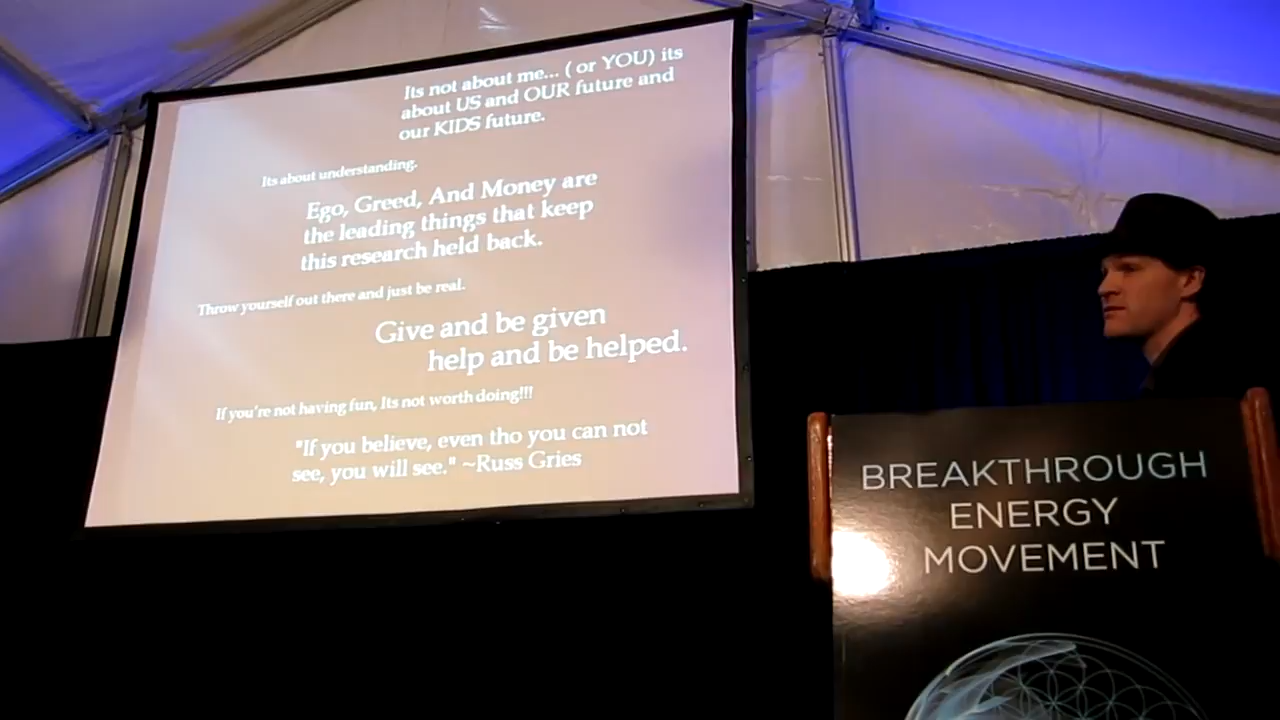 Its not about me... ( or YOU) its
about US and OUR future and
our KIDS future.
Its about understanding.
Ego, Greed, And Money are
the leading things that keep
this research held back.
Throw yourself out there and just be real.
Give and be given
help and be helped.
If you're not having fun, Its not worth doing!!!
"If you believe, even tho you can not
see, you will see." ~Russ Gries
BREAKTHROUGH
ENERGY
MOVEMENT